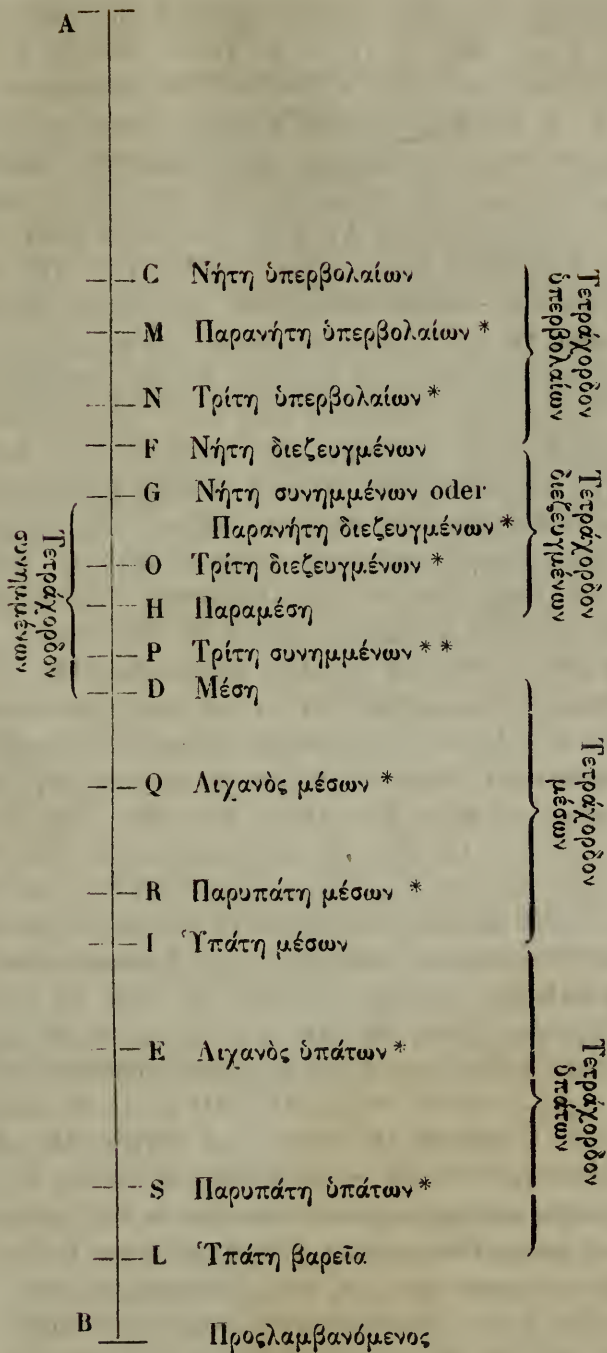 A
C Νήτη ὑπερβολαίων
M Παρανήτη ὑπερβολαίων *
N Τρίτη ὑπερβολαίων *
F Νήτη διεζευγμένων
G Νήτη συνημμένων oder
Παρανήτη διεζευγμένων *
O Τρίτη διεζευγμένων *
H Παραμέση
P Τρίτη συνημμένων * *
D Μέση
Q Λιχανὸς μέσων *
R Παρυπάτη μέσων *
I Ὑπάτη μέσων
E Λιχανὸς ὑπάτων *
S Παρυπάτη ὑπάτων *
L Ὑπάτη βαρεῖα
B
Προςλαμβανόμενος
Τετράχορδον
συνημμένων
Τετράχορδον
ὑπερβολαίων
Τετράχορδον
διεζευγμένων
Τετράχορδον
μέσων
Τετράχορδον
ὑπάτων